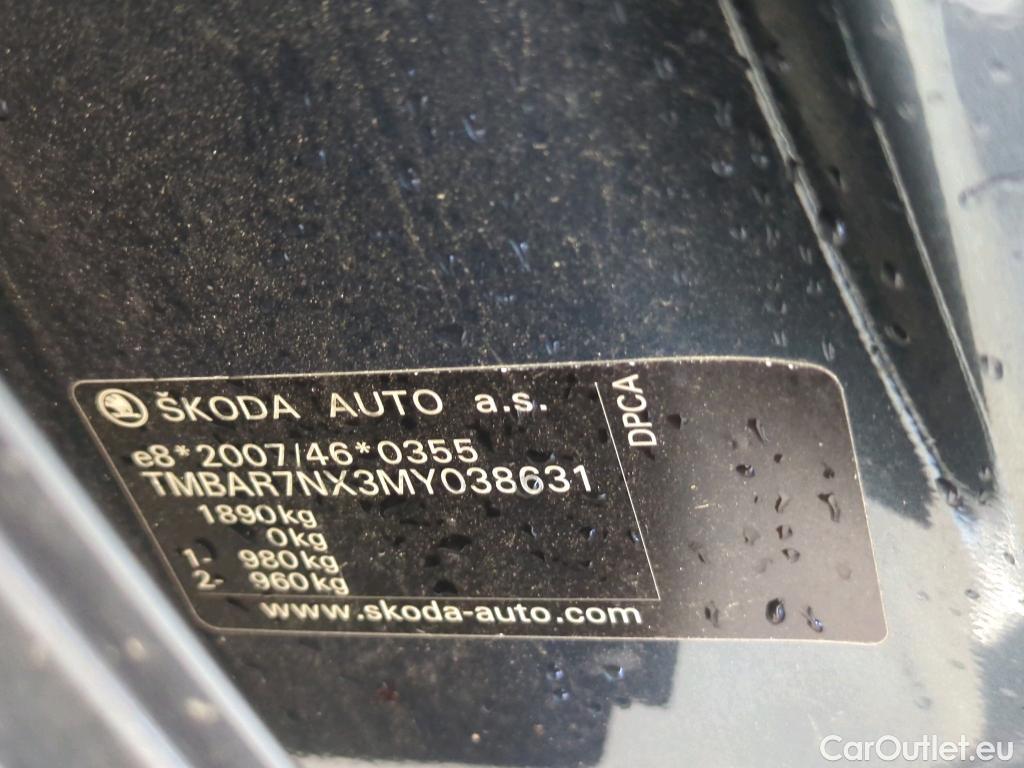 ŠKODA AUTO a.s.
DPCA
e8*2007/46*0355
TMBAR7NX3MY038631
1890kg
0kg
1- 980kg
2- 960kg
www.skoda-auto.com
CarOutlet.eu